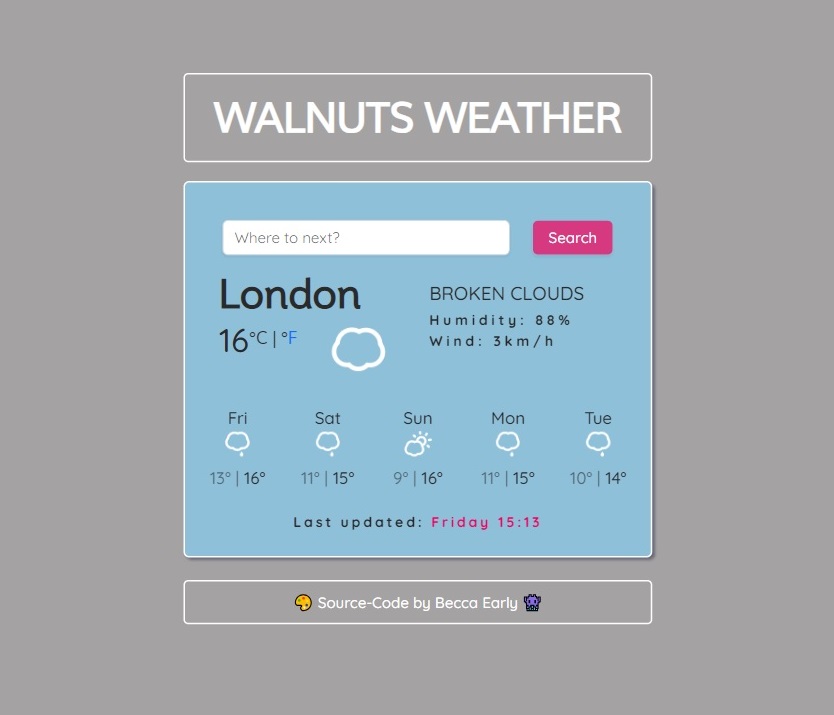 WALNUTS WEATHER
Where to next?
Search
London
BROKEN CLOUDS
16°C | °F
Humidity: 88%
Wind: 3km/h
Fri Sat Sun Mon Tue
13° | 16° 11° | 15° 9° | 16° 11° | 15° 10° | 14°
Last updated: Friday 15:13
Source-Code by Becca Early